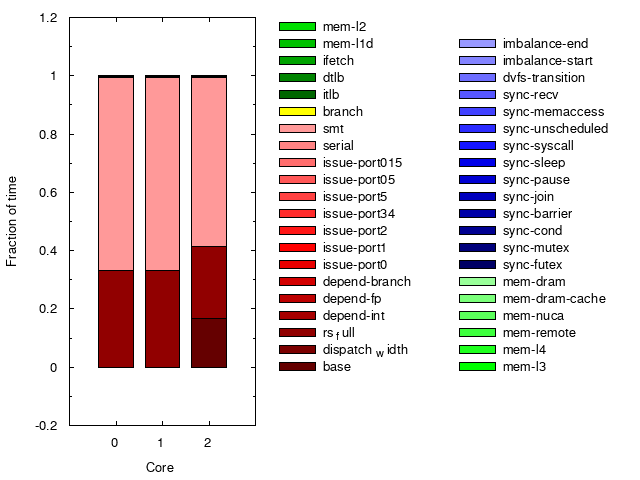 1.2
1
0.8
0.6
0.4
0.2
0
-0.2
Fraction of time
0 1 2
Core
mem-l2
mem-l1d
ifetch
dtlb
itlb
branch
smt
serial
issue-port015
issue-port05
issue-port5
issue-port34
issue-port2
issue-port1
issue-port0
depend-branch
depend-fp
depend-int
rsfull
dispatchwidth
base
imbalance-end
imbalance-start
dvfs-transition
sync-recv
sync-memaccess
sync-unscheduled
sync-syscall
sync-sleep
sync-pause
sync-join
sync-barrier
sync-cond
sync-mutex
sync-futex
mem-dram
mem-dram-cache
mem-nuca
mem-remote
mem-l4
mem-l3